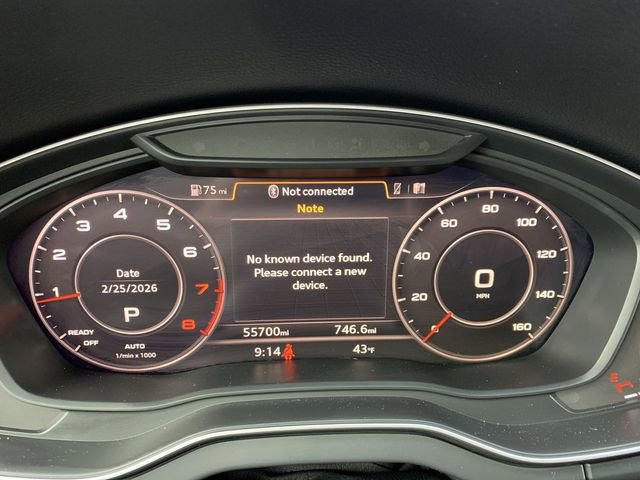 75 mi
Not connected
Note
No known device found.
Please connect a new
device.
1
2
3
4
5
6
7
8
READY
OFF
Date
2/25/2026
P
AUTO
1/min x 1000
0
20
40
60
80
100
120
140
160
0
MPH
55700mi
746.6mi
9:14
43°F
E